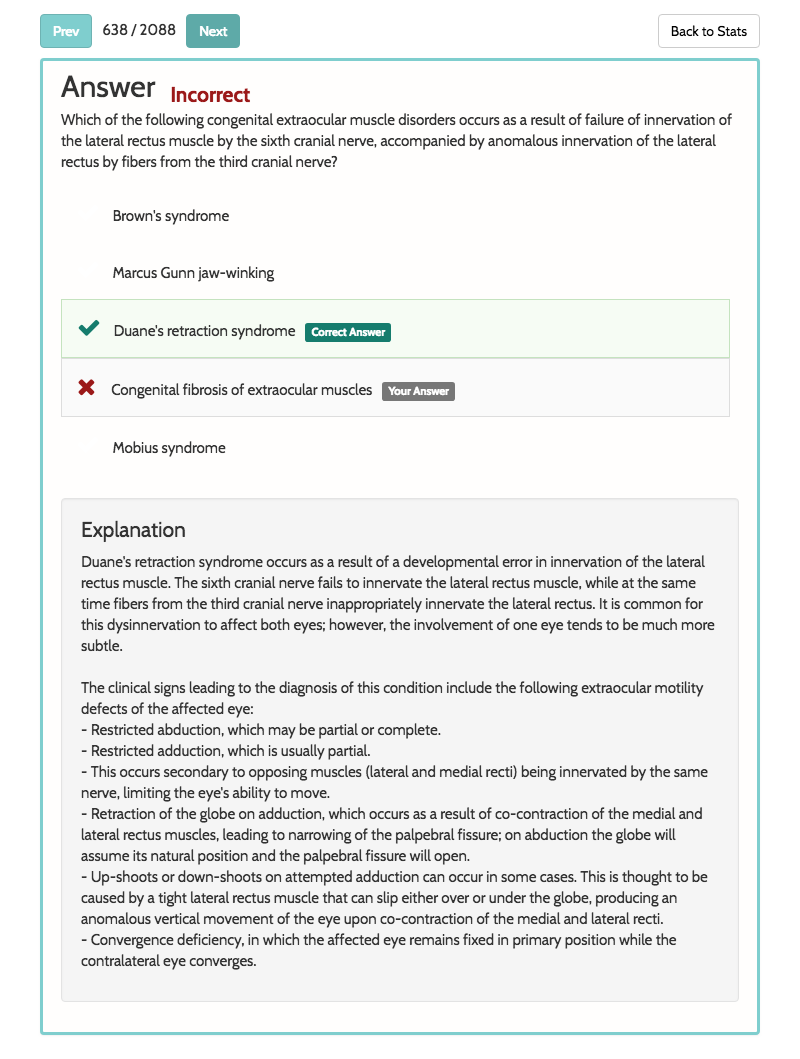 Prev 638 / 2088 Next Back to Stats
Answer Incorrect
Which of the following congenital extraocular muscle disorders occurs as a result of failure of innervation of
the lateral rectus muscle by the sixth cranial nerve, accompanied by anomalous innervation of the lateral
rectus by fibers from the third cranial nerve?
Brown's syndrome
Marcus Gunn jaw-winking
Duane's retraction syndrome Correct Answer
Congenital fibrosis of extraocular muscles Your Answer
Mobius syndrome
Explanation
Duane's retraction syndrome occurs as a result of a developmental error in innervation of the lateral
rectus muscle. The sixth cranial nerve fails to innervate the lateral rectus muscle, while at the same
time fibers from the third cranial nerve inappropriately innervate the lateral rectus. It is common for
this dysinnervation to affect both eyes; however, the involvement of one eye tends to be much more
subtle.
The clinical signs leading to the diagnosis of this condition include the following extraocular motility
defects of the affected eye:
- Restricted abduction, which may be partial or complete.
- Restricted adduction, which is usually partial.
- This occurs secondary to opposing muscles (lateral and medial recti) being innervated by the same
nerve, limiting the eye's ability to move.
- Retraction of the globe on adduction, which occurs as a result of co-contraction of the medial and
lateral rectus muscles, leading to narrowing of the palpebral fissure; on abduction the globe will
assume its natural position and the palpebral fissure will open.
- Up-shoots or down-shoots on attempted adduction can occur in some cases. This is thought to be
caused by a tight lateral rectus muscle that can slip either over or under the globe, producing an
anomalous vertical movement of the eye upon co-contraction of the medial and lateral recti.
- Convergence deficiency, in which the affected eye remains fixed in primary position while the
contralateral eye converges.